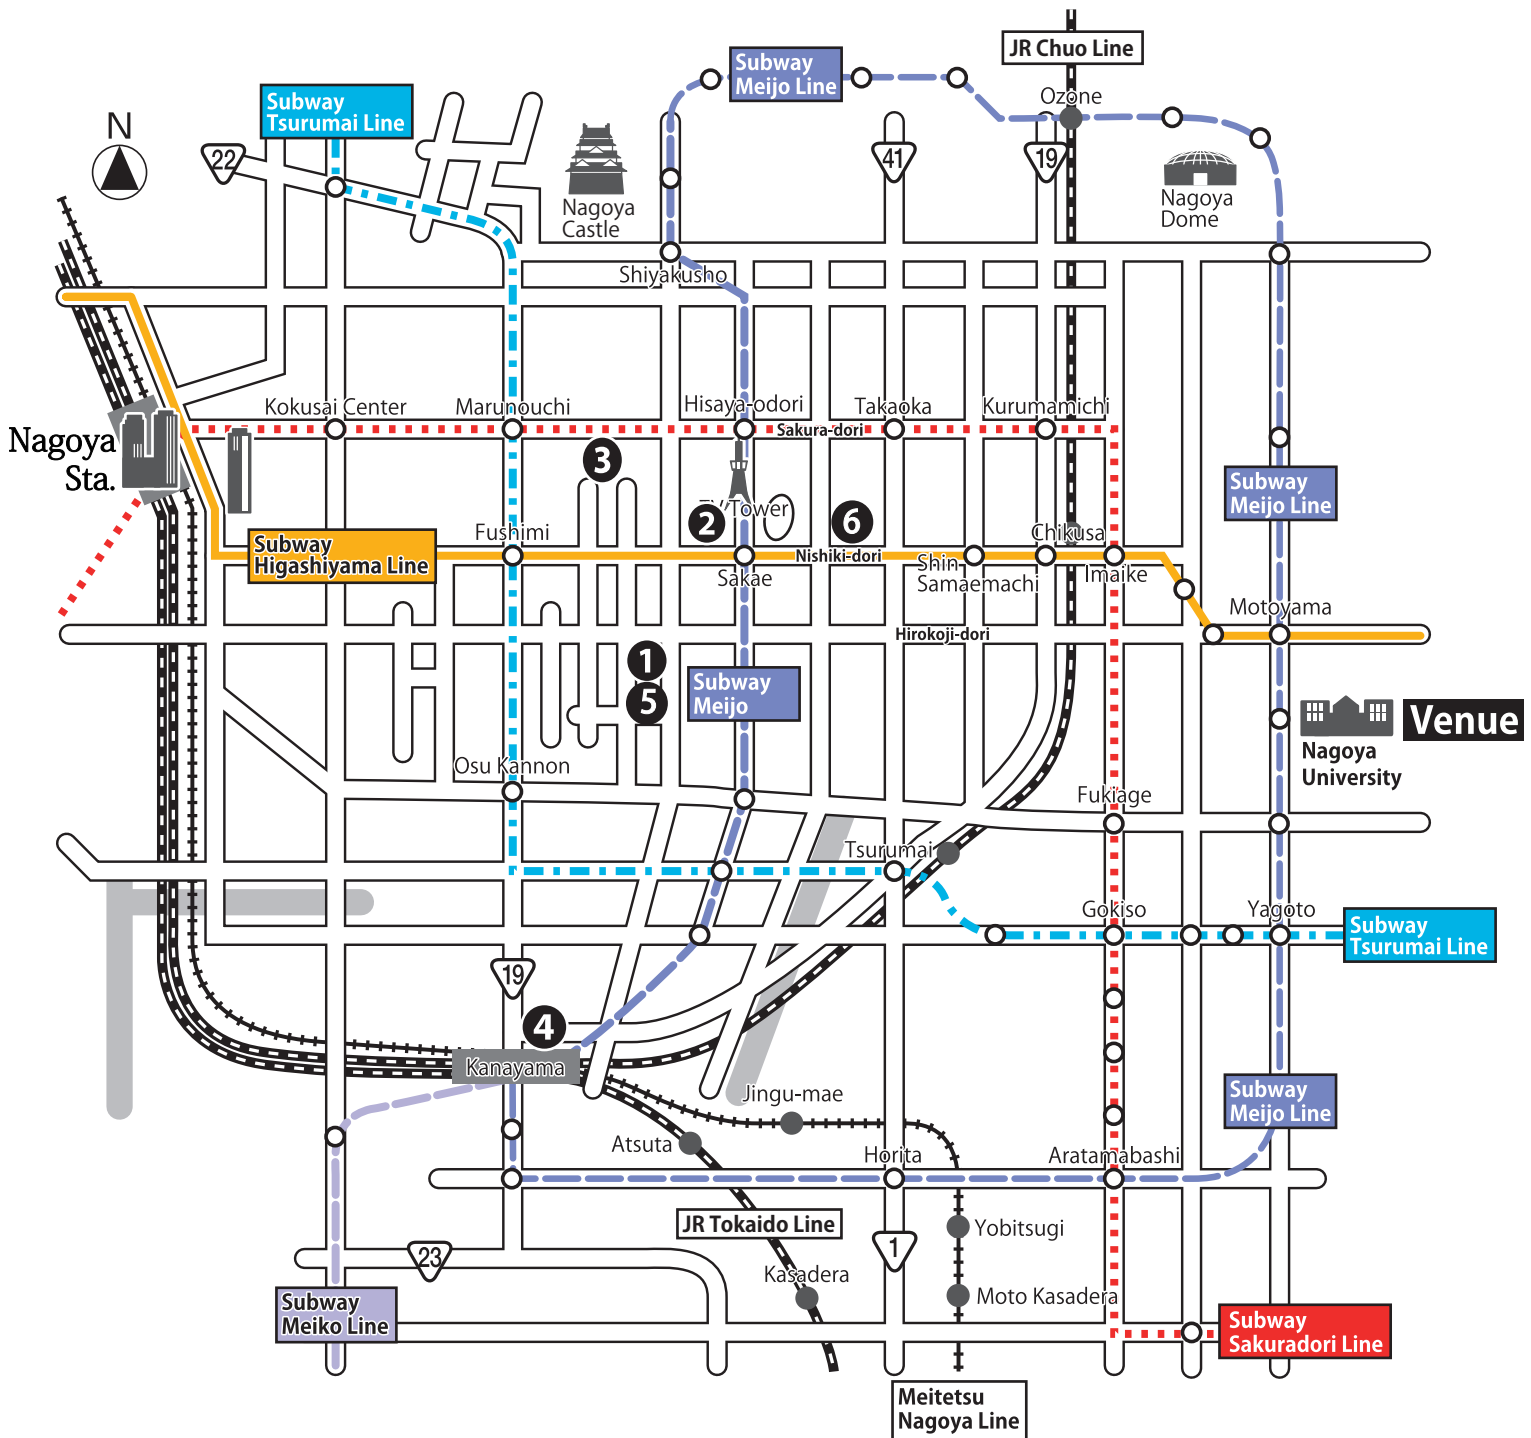 JR Chuo Line
Subway
Meijo Line
Ozone
Subway
Tsurumai Line
N
22
41
19
Nagoya
Castle
Nagoya
Dome
Shiyakusho
Kokusai Center
Marunouchi
Hisaya-odori
Takaoka
Kurumamichi
Sakura-dori
Nagoya
Sta.
3
Subway
Meijo Line
2
TV Tower
6
Fushimi
Chikusa
Subway
Higashiyama Line
Nishiki-dori
Shin
Samaemachi
Sakae
Imaike
Motoyama
Hirokoji-dori
1
5
Subway
Meijo
Venue
Nagoya
University
Osu Kannon
Fukiage
Tsurumai
Gokiso
Yagoto
Subway
Tsurumai Line
19
4
Kanayama
Jingu-mae
Subway
Meijo Line
Atsuta
Horita
Aratamabashi
JR Tokaido Line
Yobitsugi
23
1
Kasadera
Moto Kasadera
Subway
Meiko Line
Subway
Sakuradori Line
Meitetsu
Nagoya Line